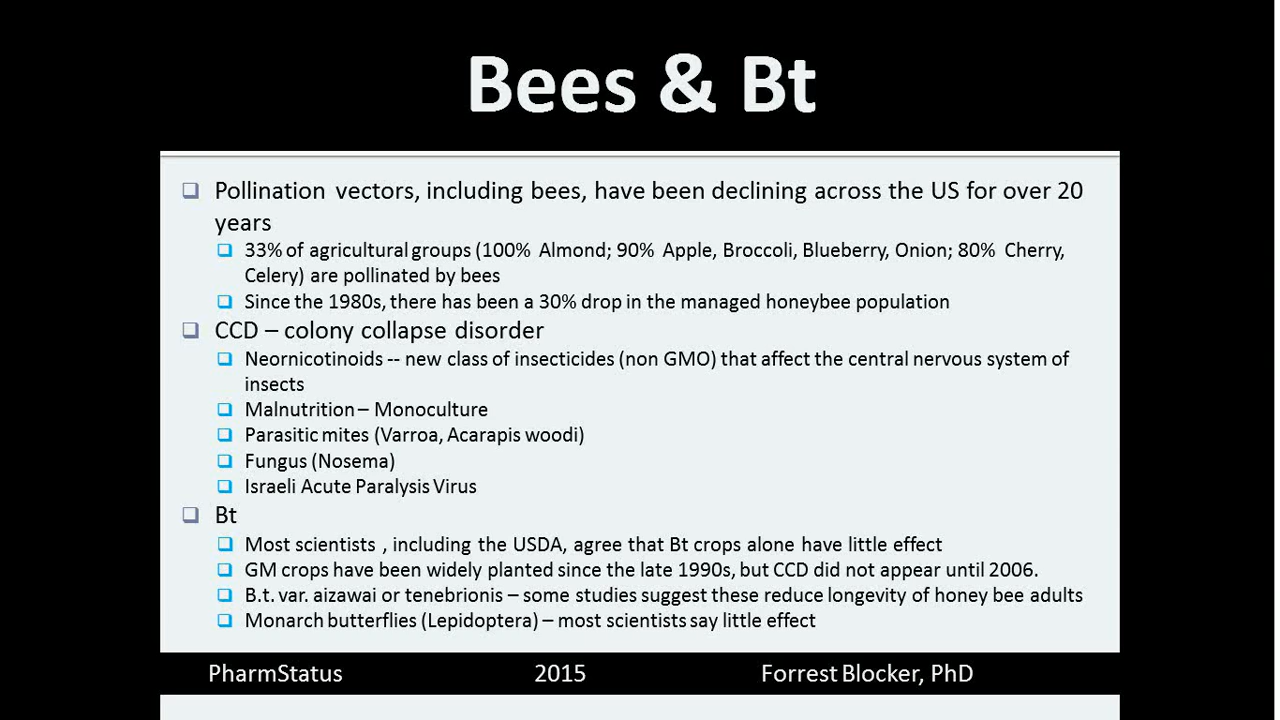 Bees & Bt
Pollination vectors, including bees, have been declining across the US for over 20
years
33% of agricultural groups (100% Almond; 90% Apple, Broccoli, Blueberry, Onion; 80% Cherry,
Celery) are pollinated by bees
Since the 1980s, there has been a 30% drop in the managed honeybee population
CCD – colony collapse disorder
Neornicotinoids -- new class of insecticides (non GMO) that affect the central nervous system of
insects
Malnutrition – Monoculture
Parasitic mites (Varroa, Acarapis woodi)
Fungus (Nosema)
Israeli Acute Paralysis Virus
Bt
Most scientists , including the USDA, agree that Bt crops alone have little effect
GM crops have been widely planted since the late 1990s, but CCD did not appear until 2006.
B.t. var. aizawai or tenebrionis – some studies suggest these reduce longevity of honey bee adults
Monarch butterflies (Lepidoptera) – most scientists say little effect
PharmStatus 2015 Forrest Blocker, PhD